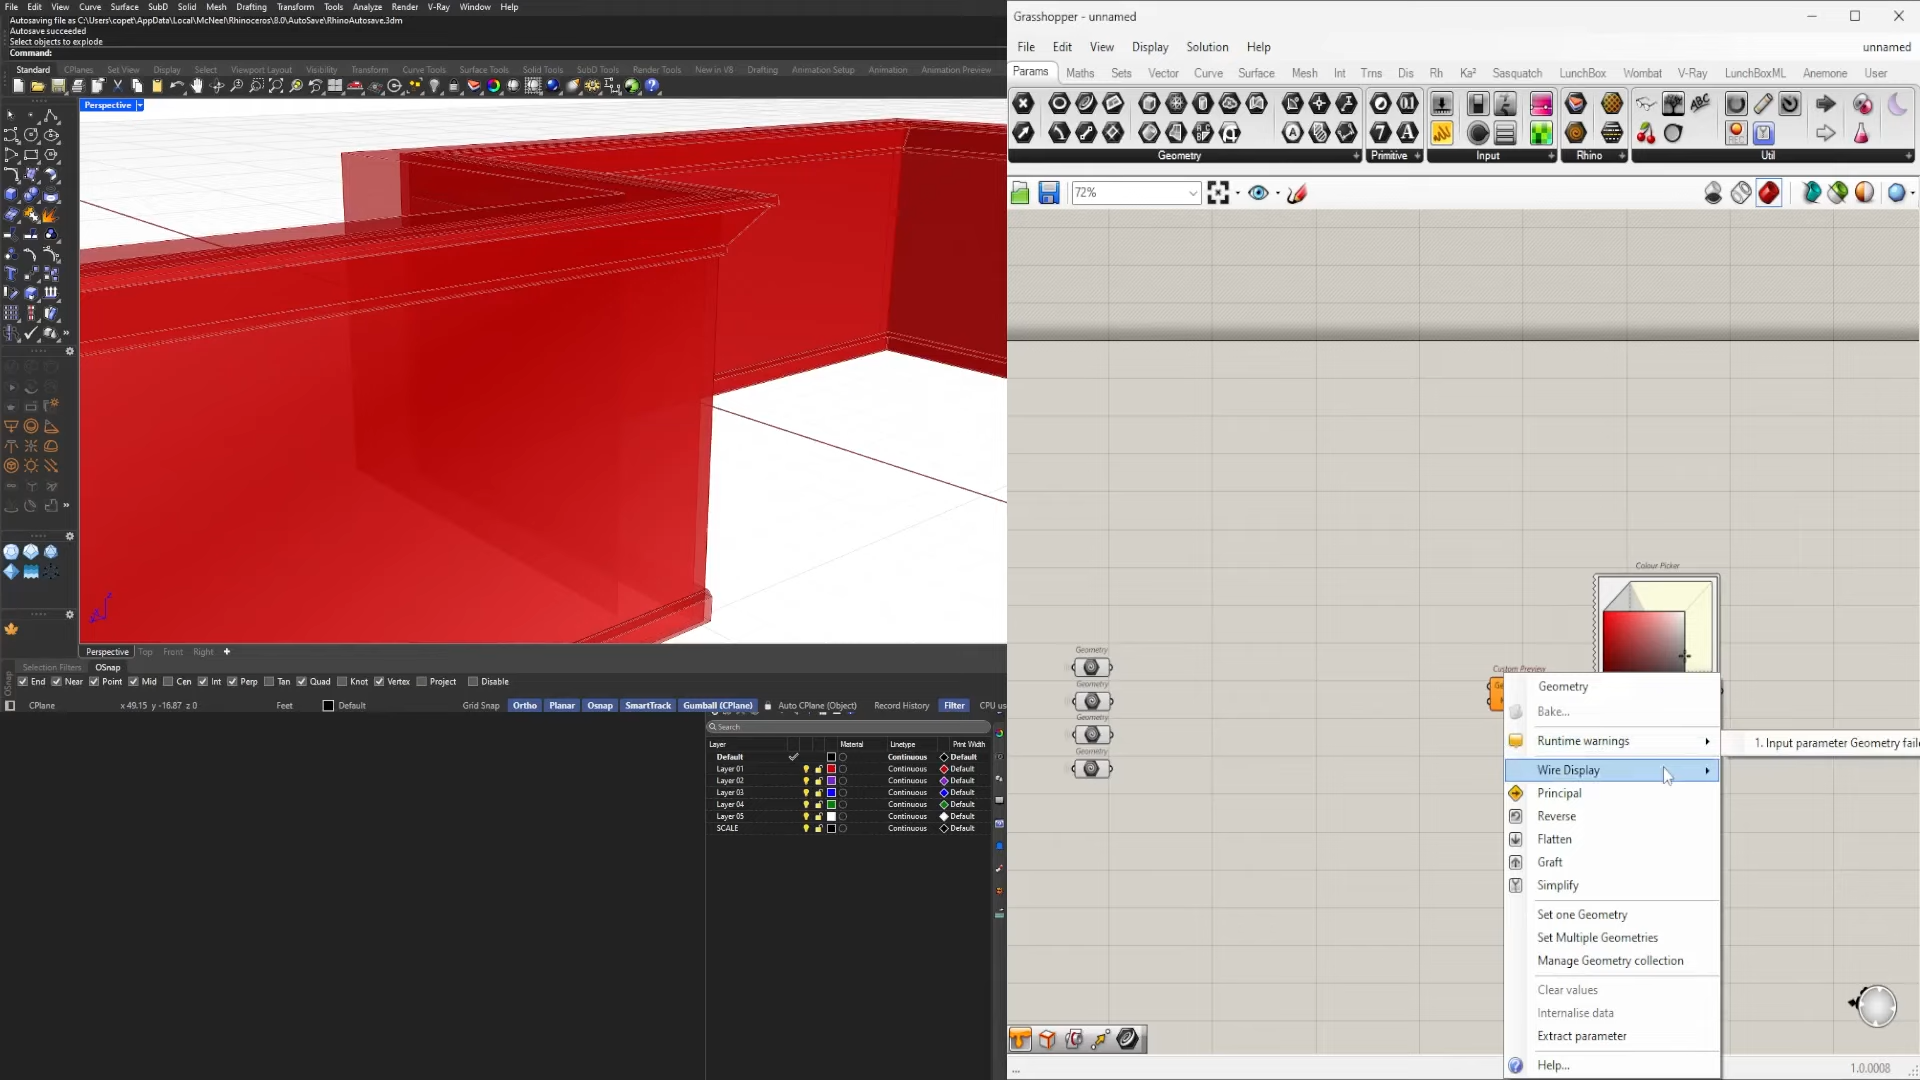 File Edit View Curve Surface SubD Solid Mesh Drafting Transform Tools Analyze Render V-Ray Window Help
Autosaving file as C:\Users\copet\AppData\Local\McNeel\Rhinoceros\8.0\AutoSave\RhinoAutosave.3dm
Autosave succeeded
Select objects to explode
Command:
Standard CPlanes Set View Display Select Viewport Layout Visibility Transform Curve Tools Surface Tools Solid Tools SubD Tools Mesh Tools Render Tools New in V8 Drafting Animation Setup Animation Animation Preview
Perspective
Perspective Top Front Right
Selection Filters OSnap
End Near Point Mid Cen Int Perp Tan Quad Knot Vertex Project Disable
CPlane x 49.15 y -16.87 z 0 Feet Default Grid Snap Ortho Planar Osnap SmartTrack Gumball (CPlane) Auto CPlane (Object) Record History Filter CPU us
Search
Layer Material Linetype Print Width
Default Continuous Default
Layer 01 Continuous Default
Layer 02 Continuous Default
Layer 03 Continuous Default
Layer 04 Continuous Default
Layer 05 Continuous Default
SCALE Continuous Default
Grasshopper - unnamed
File Edit View Display Solution Help unnamed
Params Maths Sets Vector Curve Surface Mesh Int Trns Dis Rh Ka² Sasquatch LunchBox Wombat V-Ray LunchBoxML Anemone User
Geometry Primitive Input Rhino Util
72%
Colour Picker
Geometry
Geometry
Geometry
Geometry
Custom Preview
Geometry
Bake...
Runtime warnings
1. Input parameter Geometry faile
Wire Display
Principal
Reverse
Flatten
Graft
Simplify
Set one Geometry
Set Multiple Geometries
Manage Geometry collection
Clear values
Internalise data
Extract parameter
Help...
... 1.0.0008